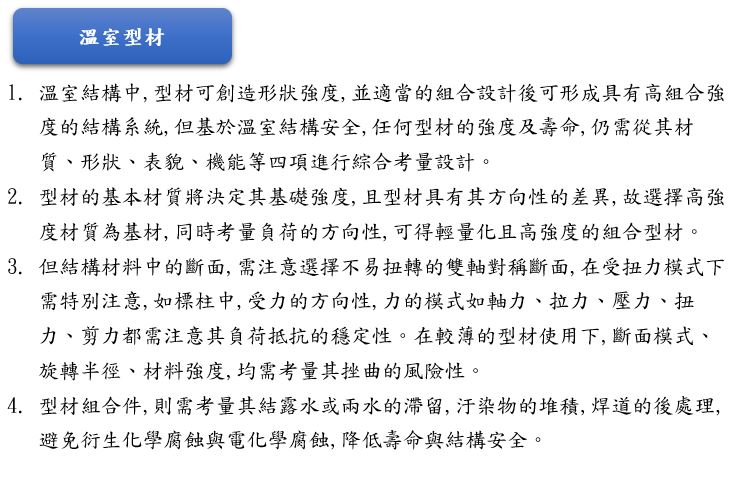 溫室型材
1. 溫室結構中, 型材可創造形狀強度, 並適當的組合設計後可形成具有高組合強
度的結構系統, 但基於溫室結構安全, 任何型材的強度及壽命, 仍需從其材
質、形狀、表貌、機能等四項進行綜合考量設計。
2. 型材的基本材質將決定其基礎強度, 且型材具有其方向性的差異, 故選擇高強
度材質為基材, 同時考量負荷的方向性, 可得輕量化且高強度的組合型材。
3. 但結構材料中的斷面, 需注意選擇不易扭轉的雙軸對稱斷面, 在受扭力模式下
需特別注意, 如樑柱中, 受力的方向性, 力的模式如軸力、拉力、壓力、扭
力、剪力都需注意其負荷抵抗的穩定性。在較薄的型材使用下, 斷面模式、
旋轉半徑、材料強度, 均需考量其挫曲的風險性。
4. 型材組合件, 則需考量其結露水或雨水的滯留, 汙染物的堆積, 焊道的後處理,
避免衍生化學腐蝕與電化學腐蝕, 降低壽命與結構安全。